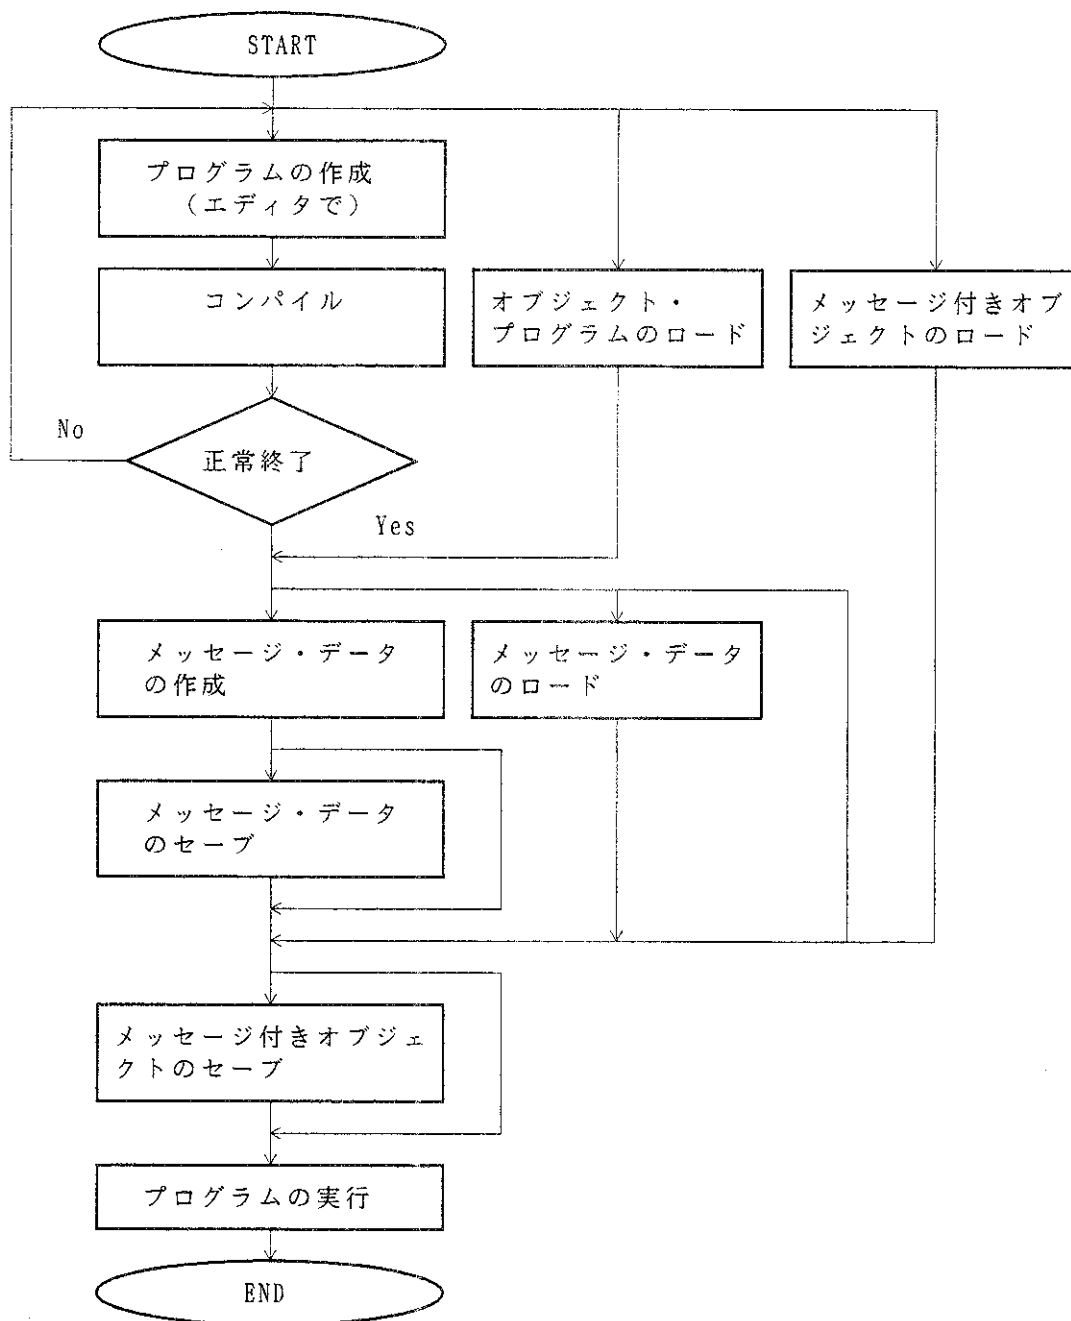 START
プログラムの作成
（エディタで）
コンパイル
オブジェクト・
プログラムのロード
メッセージ付きオブ
ジェクトのロード
No
正常終了
Yes
メッセージ・データ
の作成
メッセージ・データ
のロード
メッセージ・データ
のセーブ
メッセージ付きオブジェ
クトのセーブ
プログラムの実行
END